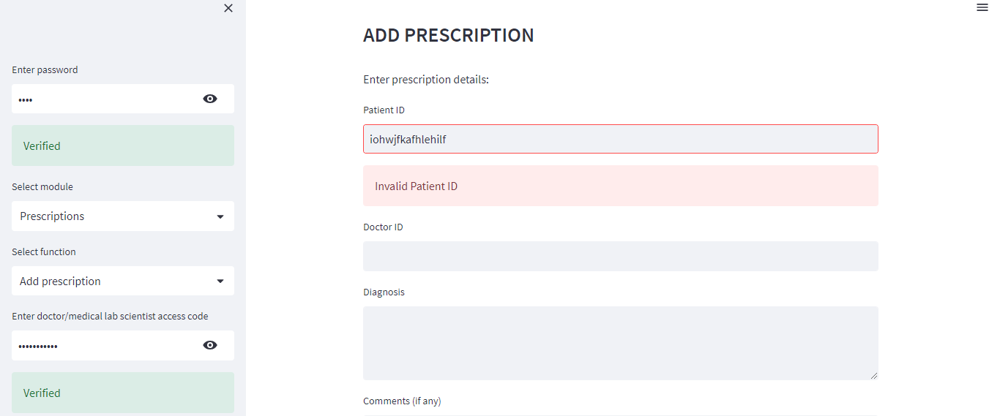 Enter password
••••
Verified
Select module
Prescriptions
Select function
Add prescription
Enter doctor/medical lab scientist access code
•••••••••••
Verified
ADD PRESCRIPTION
Enter prescription details:
Patient ID
iohwjfkafhlehilf
Invalid Patient ID
Doctor ID
Diagnosis
Comments (if any)